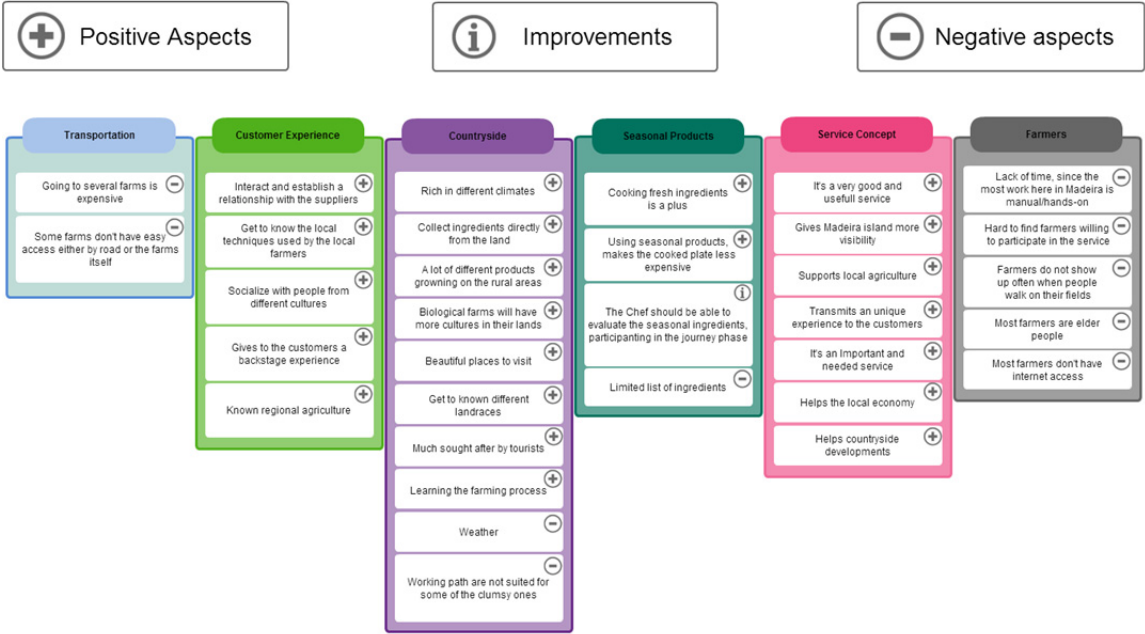 Positive Aspects
Improvements
Negative aspects
Transportation
Going to several farms is
expensive
Some farms don't have easy
access either by road or the farms
itself
Customer Experience
Interact and establish a
relationship with the suppliers
Get to know the local
techniques used by the local
farmers
Socialize with people from
different cultures
Gives to the customers a
backstage experience
Known regional agriculture
Countryside
Rich in different climates
Collect ingredients directly
from the land
A lot of different products
grownning on the rural areas
Biological farms will have
more cultures in their lands
Beautiful places to visit
Get to known different
landraces
Much sought after by tourists
Learning the farming process
Weather
Working path are not suited for
some of the clumsy ones
Seasonal Products
Cooking fresh ingredients
is a plus
Using seasonal products,
makes the cooked plate less
expensive
The Chef should be able to
evaluate the seasonal ingredients,
participanting in the journey phase
Limited list of ingredients
Service Concept
It's a very good and
usefull service
Gives Madeira island more
visibility
Supports local agriculture
Transmits an unique
experience to the customers
It's an Important and
needed service
Helps the local economy
Helps countryside
developments
Farmers
Lack of time, since the
most work here in Madeira is
manual/hands-on
Hard to find farmers willing
to participate in the service
Farmers do not show
up often when people
walk on their fields
Most farmers are elder
people
Most farmers don't have
internet access